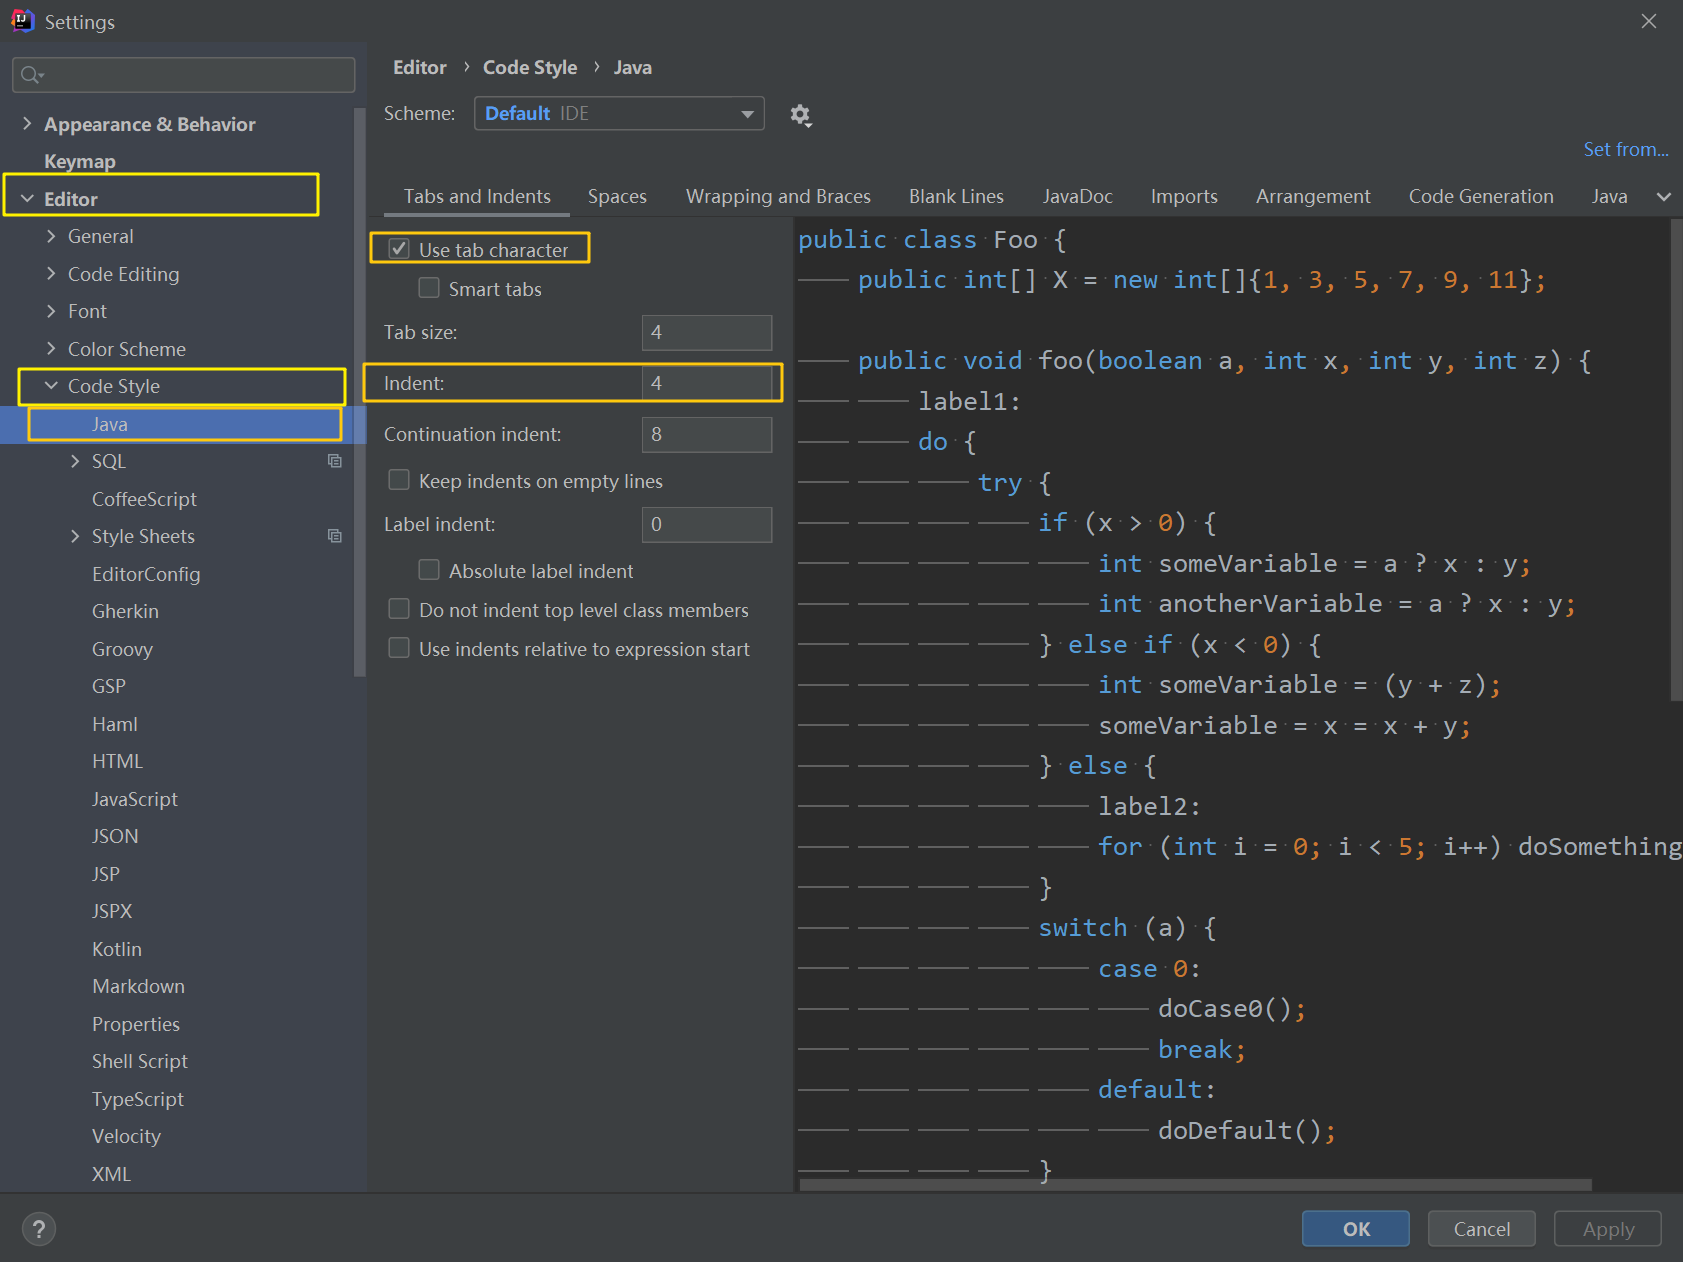 Settings
Appearance & Behavior
Keymap
Editor
General
Code Editing
Font
Color Scheme
Code Style
Java
SQL
CoffeeScript
Style Sheets
EditorConfig
Gherkin
Groovy
GSP
Haml
HTML
JavaScript
JSON
JSP
JSPX
Kotlin
Markdown
Properties
Shell Script
TypeScript
Velocity
XML
Editor › Code Style › Java
Scheme: Default IDE
Set from...
Tabs and Indents Spaces Wrapping and Braces Blank Lines JavaDoc Imports Arrangement Code Generation Java
Use tab character
Smart tabs
Tab size: 4
Indent: 4
Continuation indent: 8
Keep indents on empty lines
Label indent: 0
Absolute label indent
Do not indent top level class members
Use indents relative to expression start
public class Foo {
public int[] X = new int[]{1, 3, 5, 7, 9, 11};
public void foo(boolean a, int x, int y, int z) {
label1:
do {
try {
if (x > 0) {
int someVariable = a ? x : y;
int anotherVariable = a ? x : y;
} else if (x < 0) {
int someVariable = (y + z);
someVariable = x = x + y;
} else {
label2:
for (int i = 0; i < 5; i++) doSomething
}
switch (a) {
case 0:
doCase0();
break;
default:
doDefault();
}
?
OK Cancel Apply